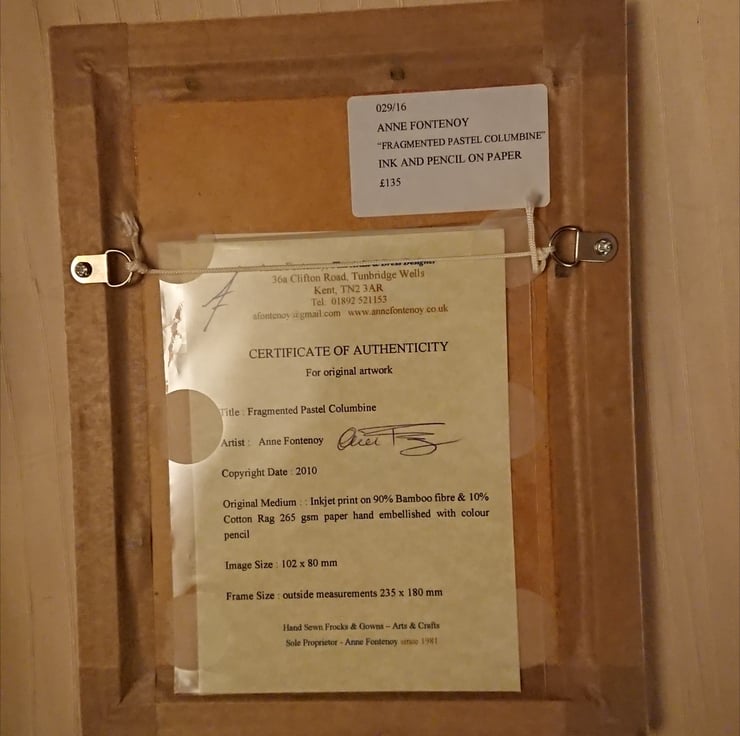 029/16
ANNE FONTENOY
"FRAGMENTED PASTEL COLUMBINE"
INK AND PENCIL ON PAPER
£135
36a Clifton Road, Tunbridge Wells
Kent, TN2 3AR
Tel. 01892 521153
afontenoy@gmail.com www.annefontenoy.co.uk
CERTIFICATE OF AUTHENTICITY
For original artwork
Title : Fragmented Pastel Columbine
Artist : Anne Fontenoy
Copyright Date : 2010
Original Medium : : Inkjet print on 90% Bamboo fibre & 10%
Cotton Rag 265 gsm paper hand embellished with colour
pencil
Image Size : 102 x 80 mm
Frame Size : outside measurements 235 x 180 mm
Hand Sewn Frocks & Gowns – Arts & Crafts
Sole Proprietor - Anne Fontenoy since 1981